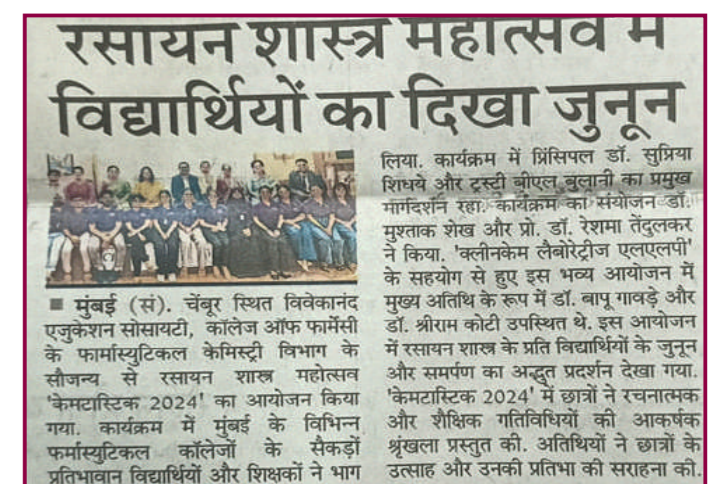 रसायन शास्त्र महोत्सव में
विद्यार्थियों का दिखा जुनून
■ मुंबई (सं). चेंबूर स्थित विवेकानंद
एजुकेशन सोसायटी, कॉलेज ऑफ फार्मेसी
के फार्मास्युटिकल केमिस्ट्री विभाग के
सौजन्य से रसायन शास्त्र महोत्सव
'केमटास्टिक 2024' का आयोजन किया
गया. कार्यक्रम में मुंबई के विभिन्न
फर्मास्युटिकल कॉलेजों के सैकड़ों
प्रतिभावान विद्यार्थियों और शिक्षकों ने भाग
लिया. कार्यक्रम में प्रिंसिपल डॉ. सुप्रिया
शिधये और ट्रस्टी बीएल बुलानी का प्रमुख
मार्गदर्शन रहा. कार्यक्रम का संयोजन डॉ.
मुश्ताक शेख और प्रो. डॉ. रेशमा तेंदुलकर
ने किया. 'क्लीनकेम लैबोरेट्रीज एलएलपी'
के सहयोग से हुए इस भव्य आयोजन में
मुख्य अतिथि के रूप में डॉ. बापू गावड़े और
डॉ. श्रीराम कोटी उपस्थित थे. इस आयोजन
में रसायन शास्त्र के प्रति विद्यार्थियों के जुनून
और समर्पण का अद्भुत प्रदर्शन देखा गया.
'केमटास्टिक 2024' में छात्रों ने रचनात्मक
और शैक्षिक गतिविधियों की आकर्षक
श्रृंखला प्रस्तुत की. अतिथियों ने छात्रों के
उत्साह और उनकी प्रतिभा की सराहना की.